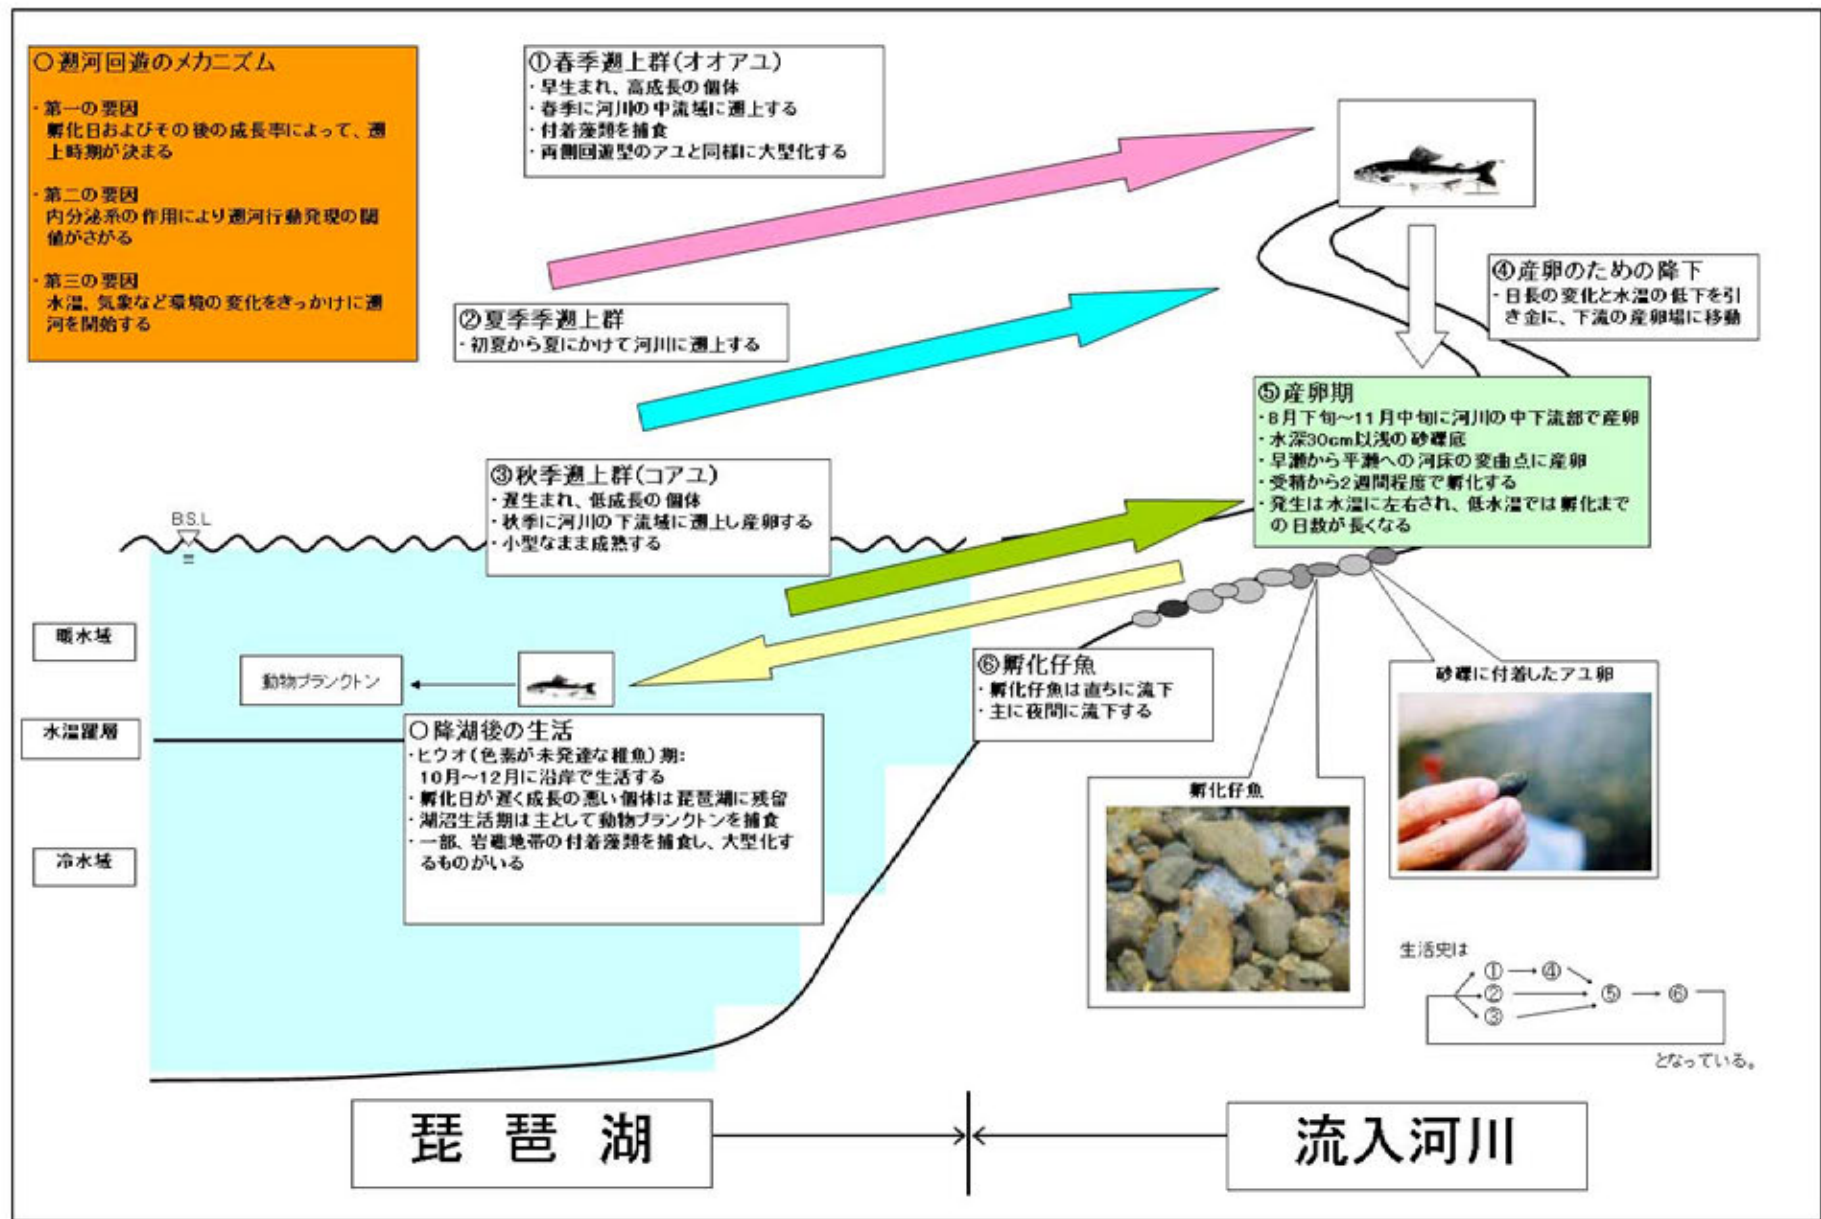 〇遡河回遊のメカニズム
・第一の要因
孵化日およびその後の成長率によって、遡
上時期が決まる
・第二の要因
内分泌系の作用により遡河行動発現の閾
値がさがる
・第三の要因
水温、気象など環境の変化をきっかけに遡
河を開始する
①春季遡上群(オオアユ)
・早生まれ、高成長の個体
・春季に河川の中流域に遡上する
・付着藻類を捕食
・両側回遊型のアユと同様に大型化する
②夏季季遡上群
・初夏から夏にかけて河川に遡上する
④産卵のための降下
・日長の変化と水温の低下を引
き金に、下流の産卵場に移動
⑤産卵期
・8月下旬～11月中旬に河川の中下流部で産卵
・水深30cm以浅の砂礫底
・早瀬から平瀬への河床の変曲点に産卵
・受精から2週間程度で孵化する
・発生は水温に左右され、低水温では孵化まで
の日数が長くなる
③秋季遡上群(コアユ)
・遅生まれ、低成長の個体
・秋季に河川の下流域に遡上し産卵する
・小型なまま成熟する
B.S.L
暖水域
動物プランクトン
水温躍層
冷水域
〇降湖後の生活
・ヒウオ(色素が未発達な稚魚)期:
10月～12月に沿岸で生活する
・孵化日が遅く成長の悪い個体は琵琶湖に残留
・湖沼生活期は主として動物プランクトンを捕食
・一部、岩礁地帯の付着藻類を捕食し、大型化す
るものがいる
⑥孵化仔魚
・孵化仔魚は直ちに流下
・主に夜間に流下する
砂礫に付着したアユ卵
孵化仔魚
生活史は
① ④
② ⑤ ⑥
③
となっている。
琵琶湖
流入河川